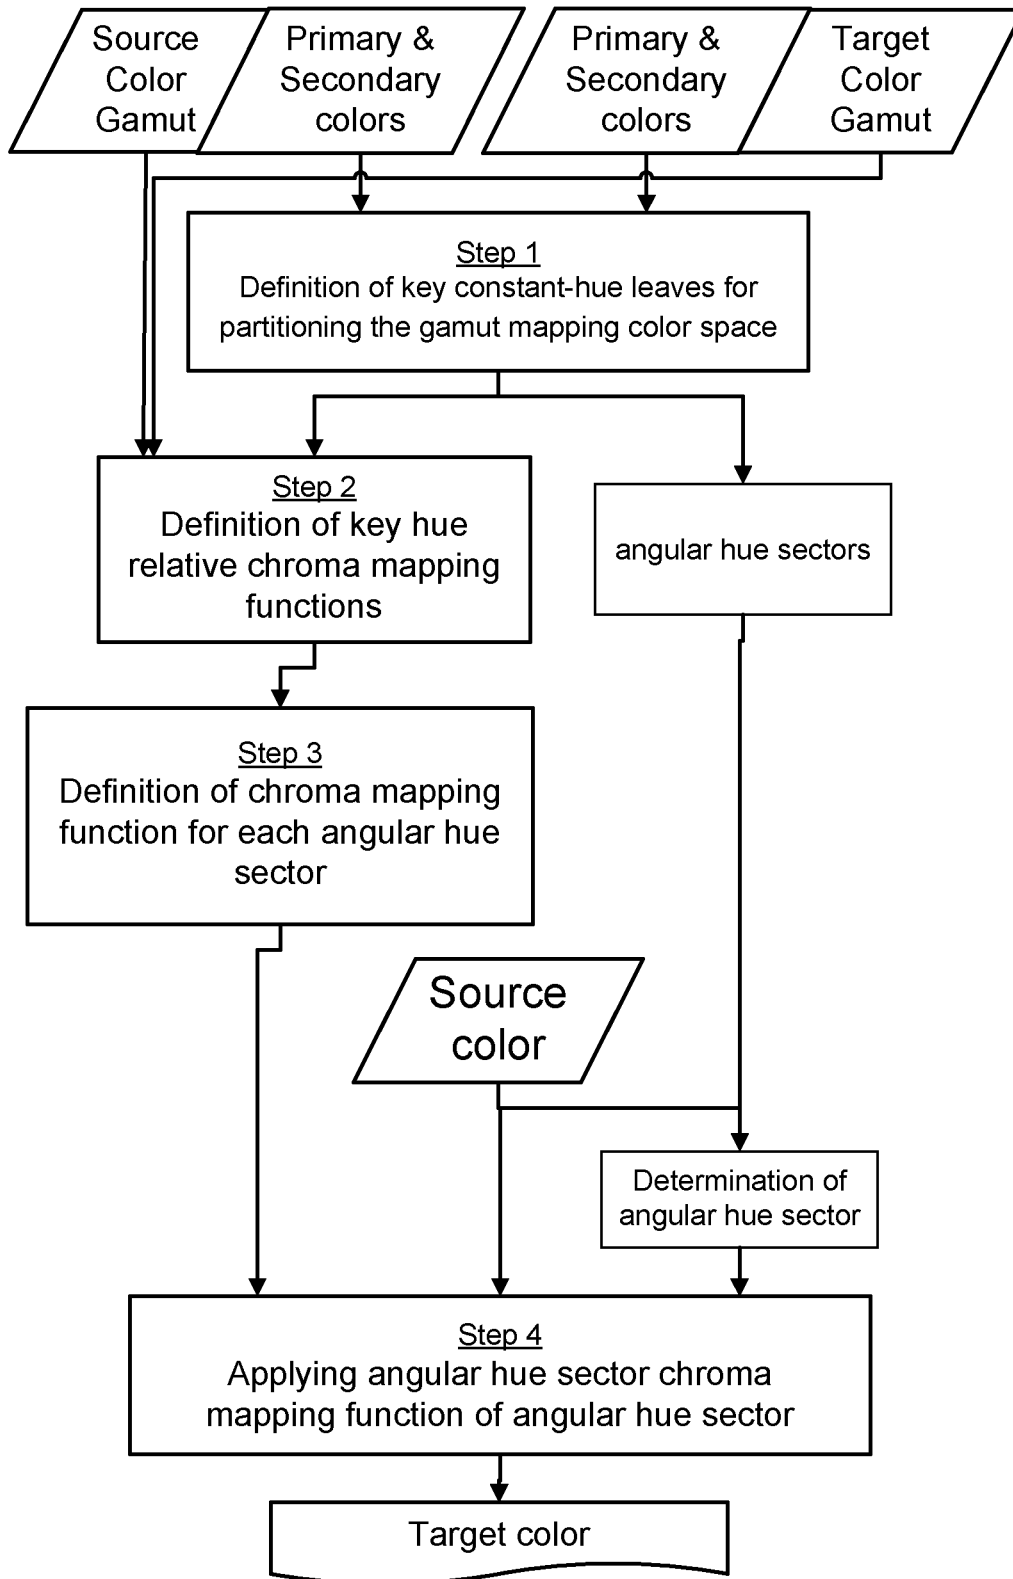 Source
Color
Gamut
Primary &
Secondary
colors
Primary &
Secondary
colors
Target
Color
Gamut
Step 1
Definition of key constant-hue leaves for
partitioning the gamut mapping color space
Step 2
Definition of key hue
relative chroma mapping
functions
angular hue sectors
Step 3
Definition of chroma mapping
function for each angular hue
sector
Source
color
Determination of
angular hue sector
Step 4
Applying angular hue sector chroma
mapping function of angular hue sector
Target color